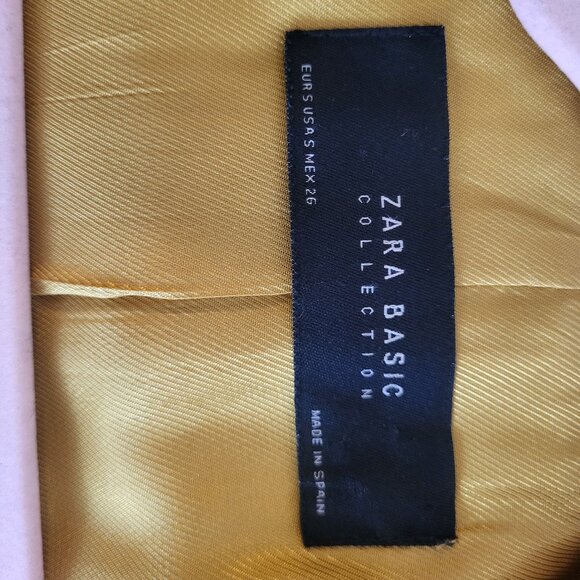 ZARA BASIC
COLLECTION
EUR S USA S MEX 26
MADE IN SPAIN